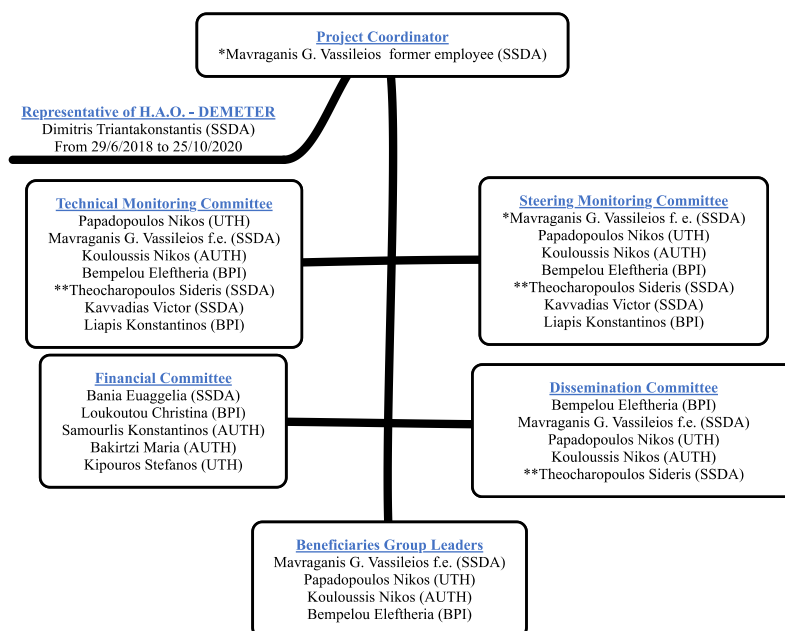 Project Coordinator
*Mavraganis G. Vassileios former employee (SSDA)
Representative of H.A.O. - DEMETER
Dimitris Triantakonstantis (SSDA)
From 29/6/2018 to 25/10/2020
Technical Monitoring Committee
Papadopoulos Nikos (UTH)
Mavraganis G. Vassileios f.e. (SSDA)
Kouloussis Nikos (AUTH)
Bempelou Eleftheria (BPI)
**Theocharopoulos Sideris (SSDA)
Kavvadias Victor (SSDA)
Liapis Konstantinos (BPI)
Steering Monitoring Committee
*Mavraganis G. Vassileios f. e. (SSDA)
Papadopoulos Nikos (UTH)
Kouloussis Nikos (AUTH)
Bempelou Eleftheria (BPI)
**Theocharopoulos Sideris (SSDA)
Kavvadias Victor (SSDA)
Liapis Konstantinos (BPI)
Financial Committee
Bania Euaggelia (SSDA)
Loukoutou Christina (BPI)
Samourlis Konstantinos (AUTH)
Bakirtzi Maria (AUTH)
Kipouros Stefanos (UTH)
Dissemination Committee
Bempelou Eleftheria (BPI)
Mavraganis G. Vassileios f.e. (SSDA)
Papadopoulos Nikos (UTH)
Kouloussis Nikos (AUTH)
**Theocharopoulos Sideris (SSDA)
Beneficiaries Group Leaders
Mavraganis G. Vassileios f.e. (SSDA)
Papadopoulos Nikos (UTH)
Kouloussis Nikos (AUTH)
Bempelou Eleftheria (BPI)